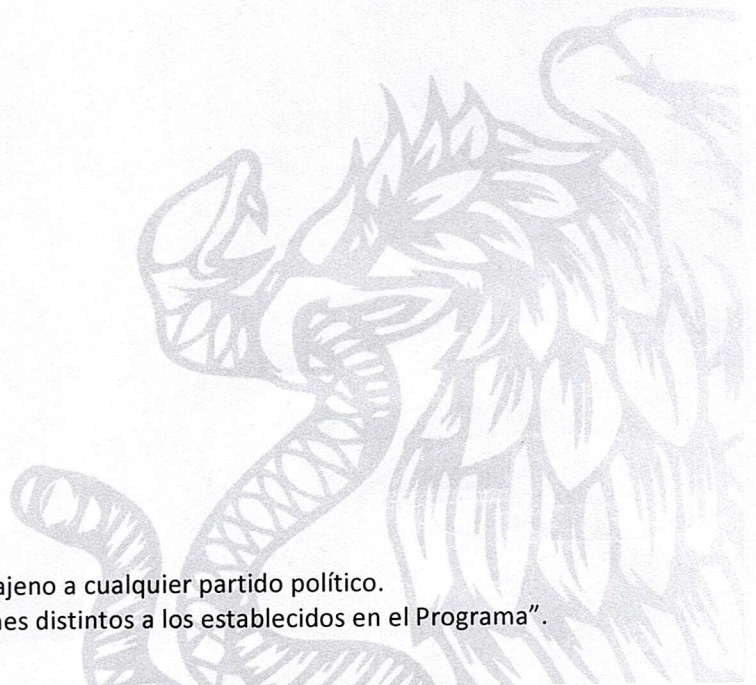 ajeno a cualquier partido político.
nes distintos a los establecidos en el Programa”.